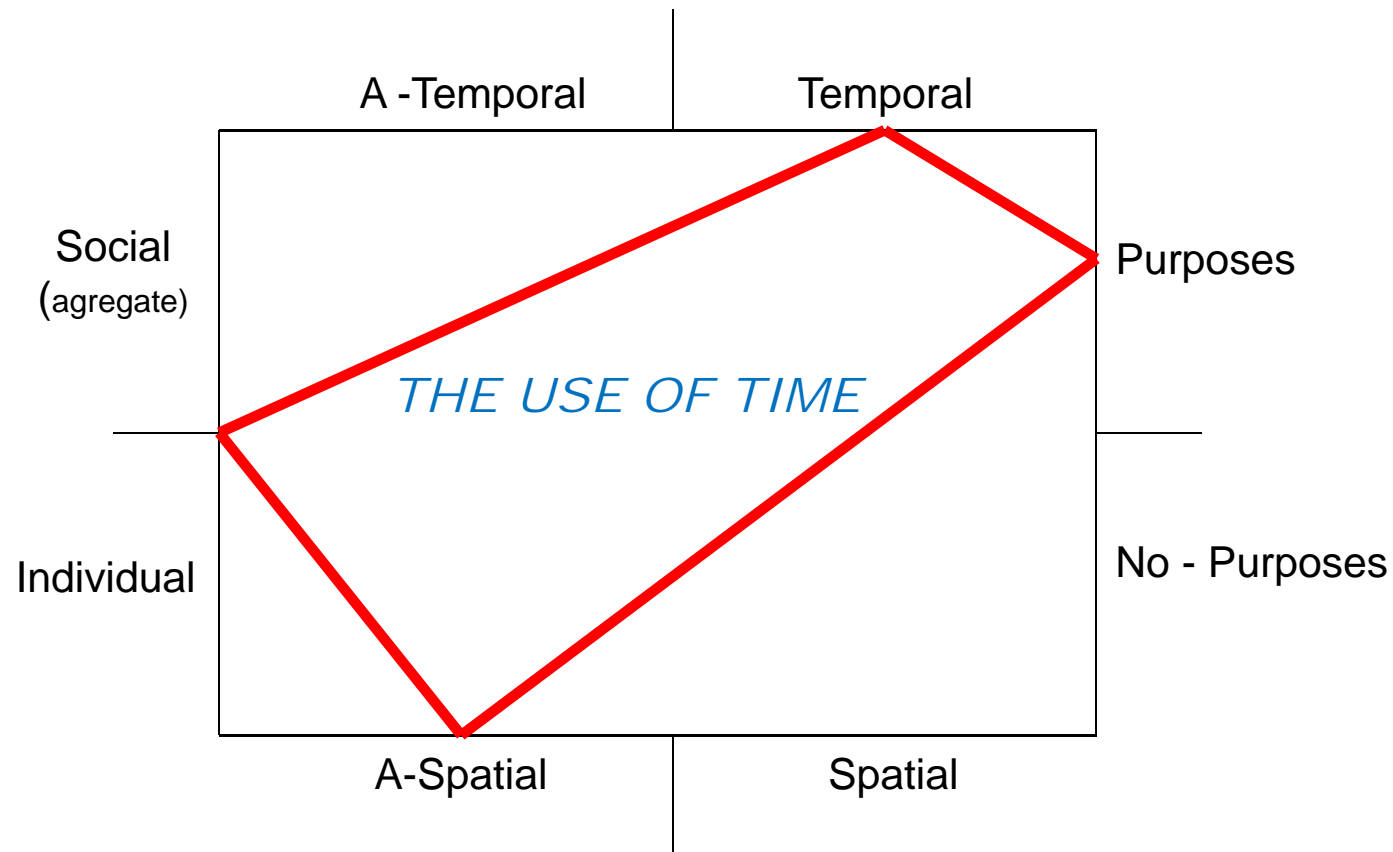 A -Temporal
Temporal
Social
(agregate)
Purposes
THE USE OF TIME
Individual
No - Purposes
A-Spatial
Spatial